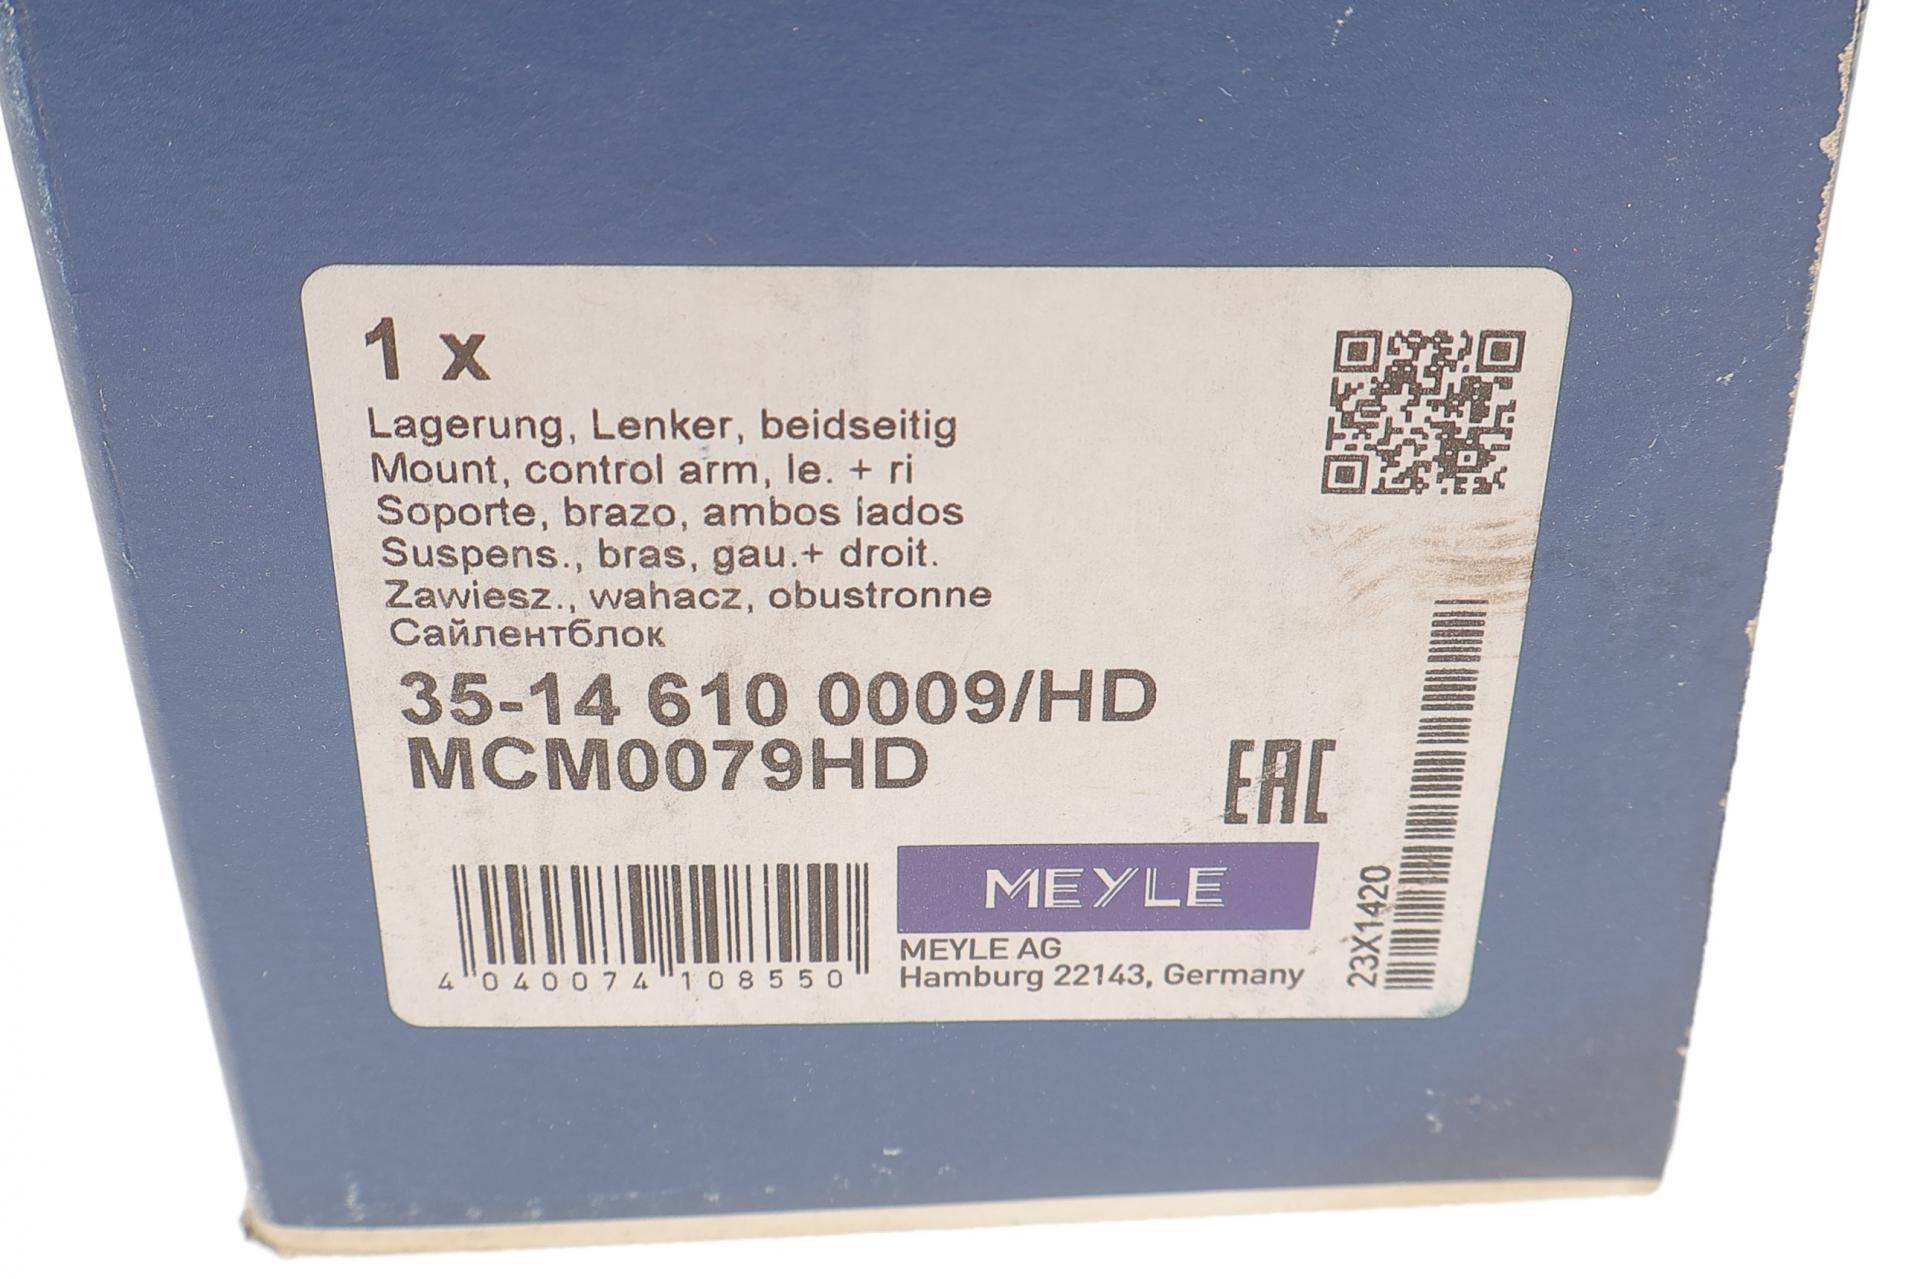 1 x
Lagerung, Lenker, beidseitig
Mount, control arm, le. + ri
Soporte, brazo, ambos lados
Suspens., bras, gau.+ droit.
Zawiesz., wahacz, obustronne
Сайлентблок
35-14 610 0009/HD
MCM0079HD
EAC
MEYLE
MEYLE AG
Hamburg 22143, Germany
4 040074 108550
23X1420